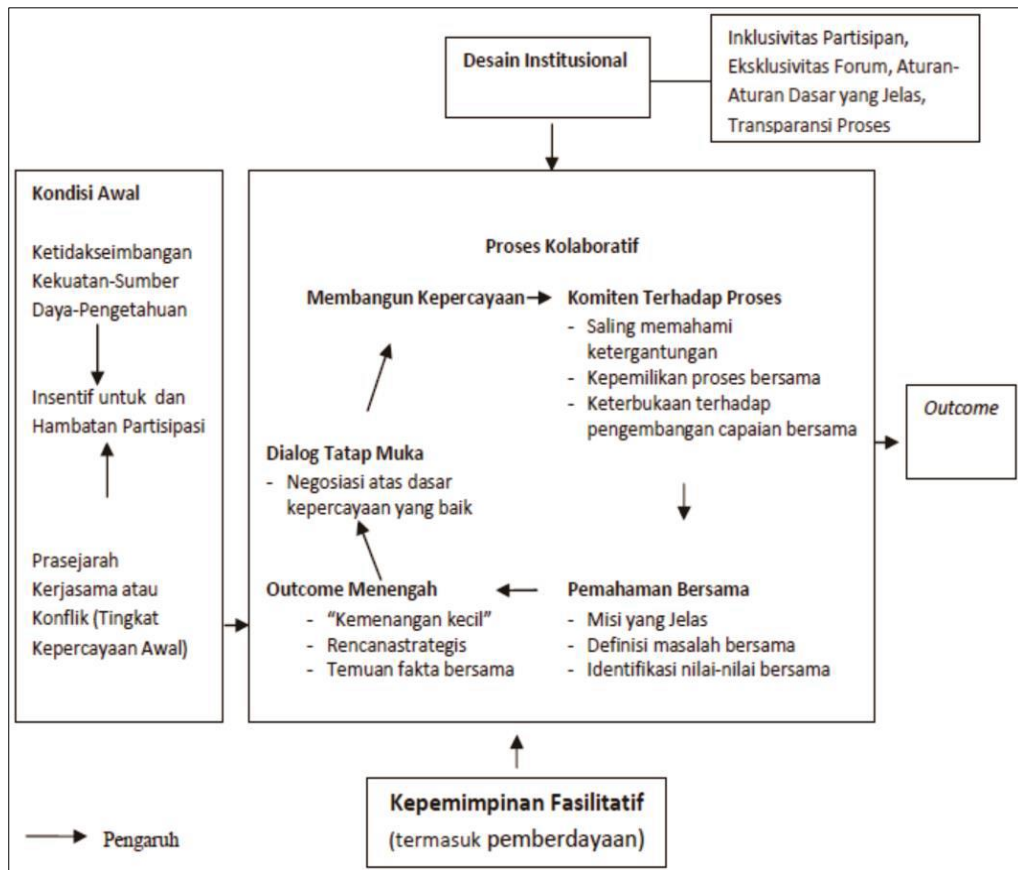 Desain Institusional
Inklusivitas Partisipan,
Eksklusivitas Forum, Aturan-
Aturan Dasar yang Jelas,
Transparansi Proses
Kondisi Awal
Ketidakseimbangan
Kekuatan-Sumber
Daya-Pengetahuan
Insentif untuk dan
Hambatan Partisipasi
Prasejarah
Kerjasama atau
Konflik (Tingkat
Kepercayaan Awal)
Proses Kolaboratif
Membangun Kepercayaan
Komiten Terhadap Proses
- Saling memahami
ketergantungan
- Kepemilikan proses bersama
- Keterbukaan terhadap
pengembangan capaian bersama
Dialog Tatap Muka
- Negosiasi atas dasar
kepercayaan yang baik
Outcome Menengah
- “Kemenangan kecil”
- Rencanastrategis
- Temuan fakta bersama
Pemahaman Bersama
- Misi yang Jelas
- Definisi masalah bersama
- Identifikasi nilai-nilai bersama
Outcome
Kepemimpinan Fasilitatif
(termasuk pemberdayaan)
Pengaruh